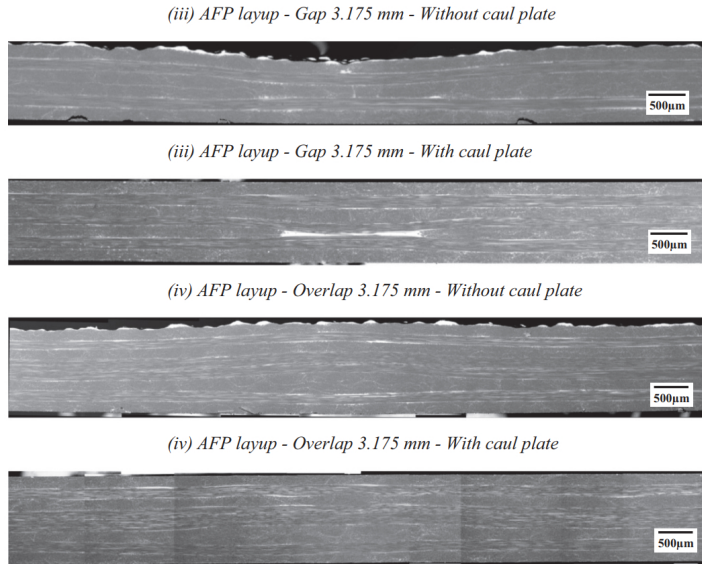 (iii) AFP layup - Gap 3.175 mm - Without caul plate
500µm
(iii) AFP layup - Gap 3.175 mm - With caul plate
500µm
(iv) AFP layup - Overlap 3.175 mm - Without caul plate
500µm
(iv) AFP layup - Overlap 3.175 mm - With caul plate
500µm